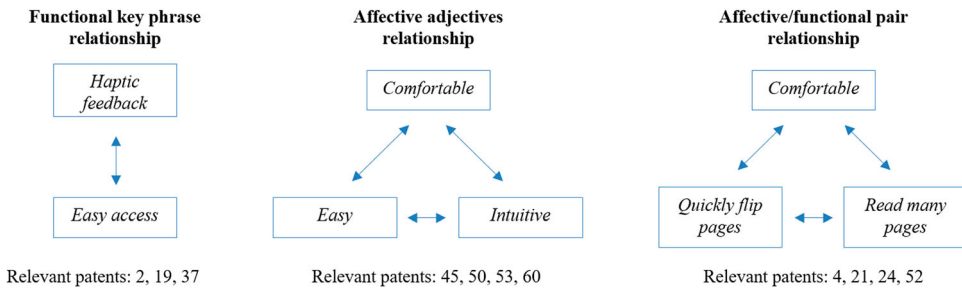 Functional key phrase
relationship
Haptic
feedback
Easy access
Relevant patents: 2, 19, 37
Affective adjectives
relationship
Comfortable
Easy
Intuitive
Relevant patents: 45, 50, 53, 60
Affective/functional pair
relationship
Comfortable
Quickly flip
pages
Read many
pages
Relevant patents: 4, 21, 24, 52